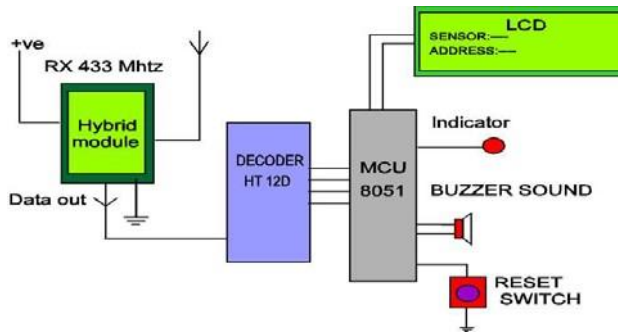 LCD
SENSOR:----
ADDRESS:----
+ve
RX 433 Mhtz
Hybrid
module
Data out
DECODER
HT 12D
MCU
8051
Indicator
BUZZER SOUND
RESET
SWITCH